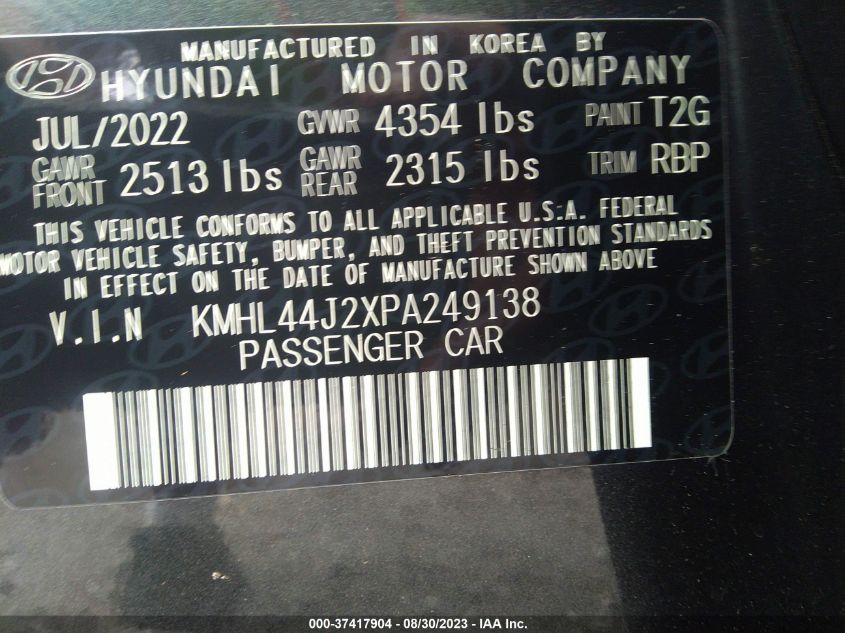 MANUFACTURED IN KOREA BY
HYUNDAI MOTOR COMPANY
JUL/2022 GVWR 4354 lbs PAINT T2G
GAWR FRONT 2513 lbs GAWR REAR 2315 lbs TRIM RBP
THIS VEHICLE CONFORMS TO ALL APPLICABLE U.S.A. FEDERAL
MOTOR VEHICLE SAFETY, BUMPER, AND THEFT PREVENTION STANDARDS
IN EFFECT ON THE DATE OF MANUFACTURE SHOWN ABOVE
V.I.N KMHL44J2XPA249138
PASSENGER CAR
000-37417904 - 08/30/2023 - IAA Inc.